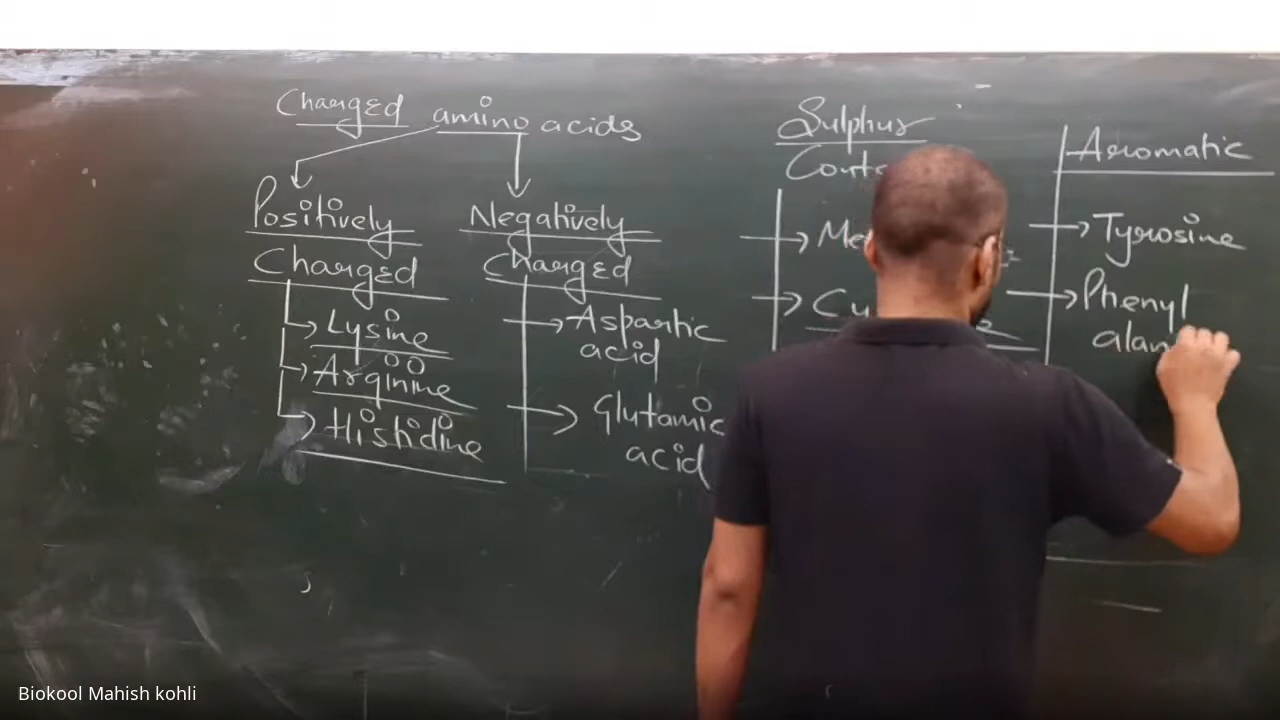 Charged amino acids
Positively
Charged
Lysine
Arginine
Histidine
Negatively
Charged
Aspartic
acid
Glutamic
acid
Sulphur
Aromatic
Tyrosine
Phenyl
Biokool Mahish kohli